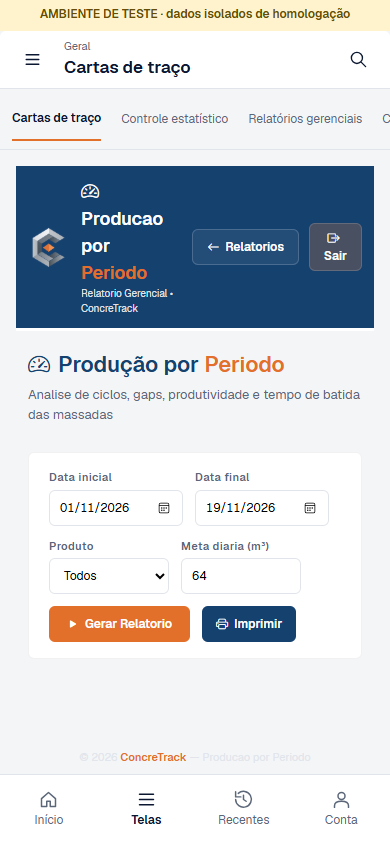 AMBIENTE DE TESTE · dados isolados de homologação
Geral
Cartas de traço
Cartas de traço Controle estatístico Relatórios gerenciais C
Producao
por
Periodo
Relatorio Gerencial •
ConcreTrack
Relatorios
Sair
Produção por Periodo
Analise de ciclos, gaps, produtividade e tempo de batida
das massadas
Data inicial Data final
01/11/2026 19/11/2026
Produto Meta diaria (m³)
Todos 64
Gerar Relatorio Imprimir
© 2026 ConcreTrack — Producao por Periodo
Início Telas Recentes Conta